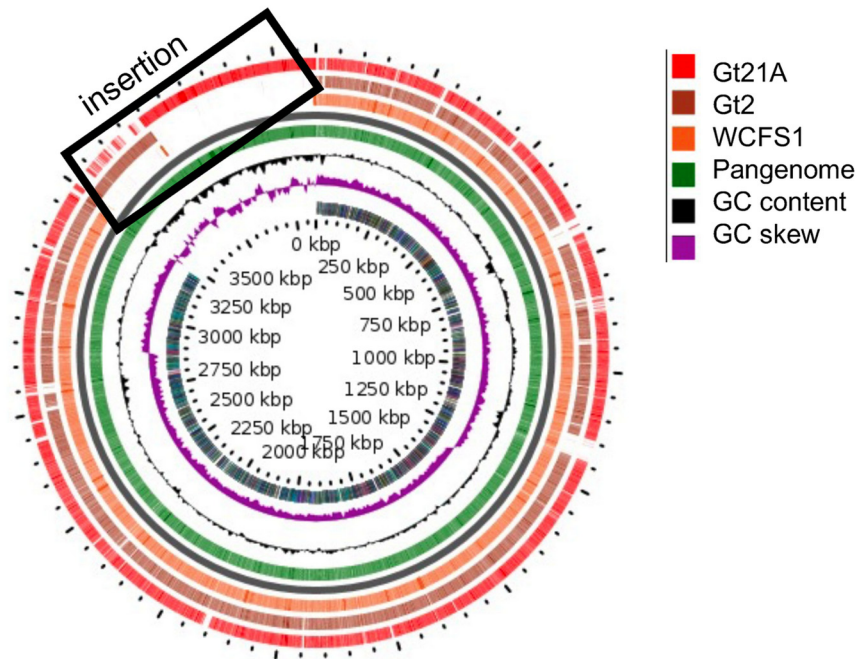 insertion
Gt21A
Gt2
WCFS1
Pangenome
GC content
GC skew
0 kbp
250 kbp
500 kbp
750 kbp
1000 kbp
1250 kbp
1500 kbp
1750 kbp
2000 kbp
2250 kbp
2500 kbp
2750 kbp
3000 kbp
3250 kbp
3500 kbp